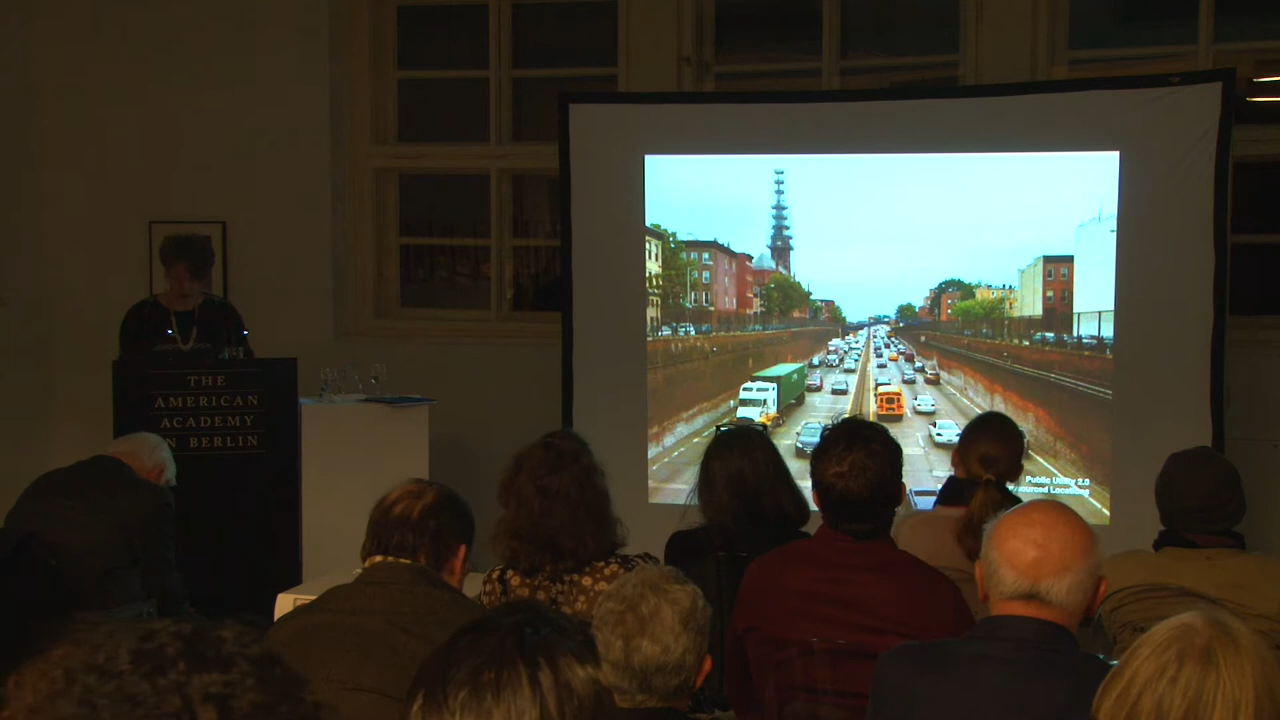 THE
AMERICAN
ACADEMY
IN BERLIN
Public Utility 2.0
Locations